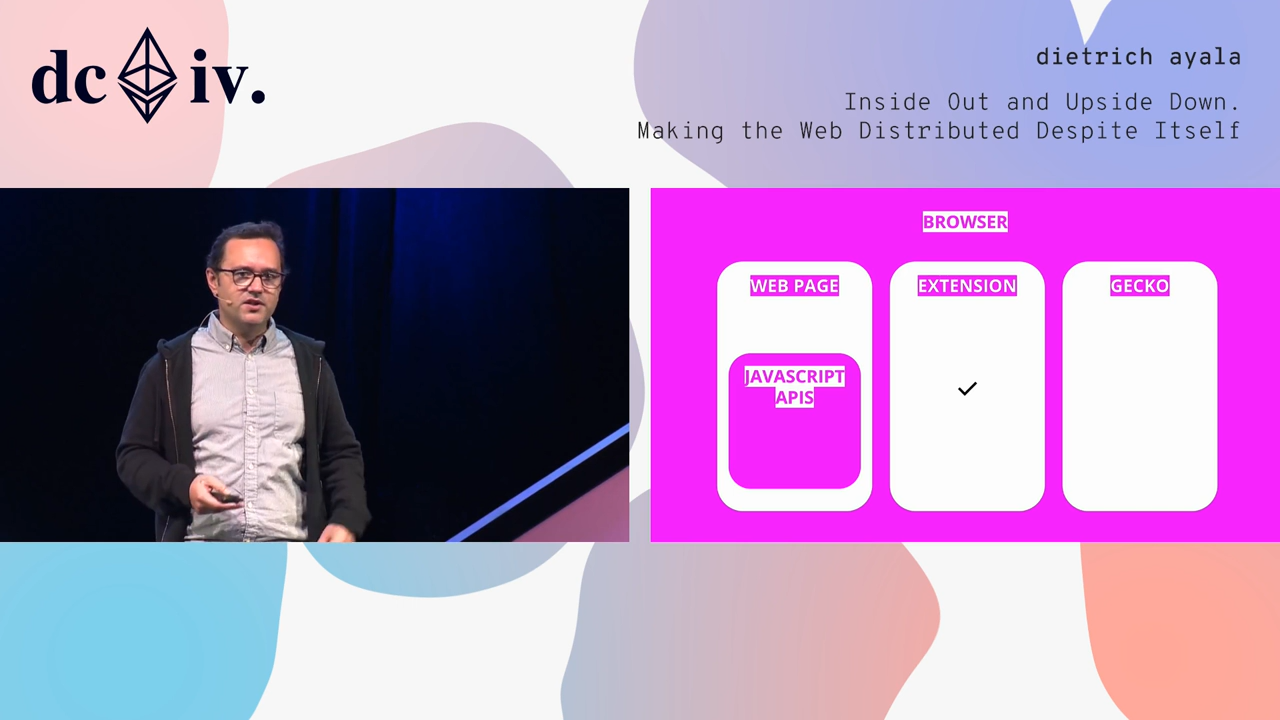 dc iv.
dietrich ayala
Inside Out and Upside Down.
Making the Web Distributed Despite Itself
BROWSER
WEB PAGE
EXTENSION
GECKO
JAVASCRIPT
APIS